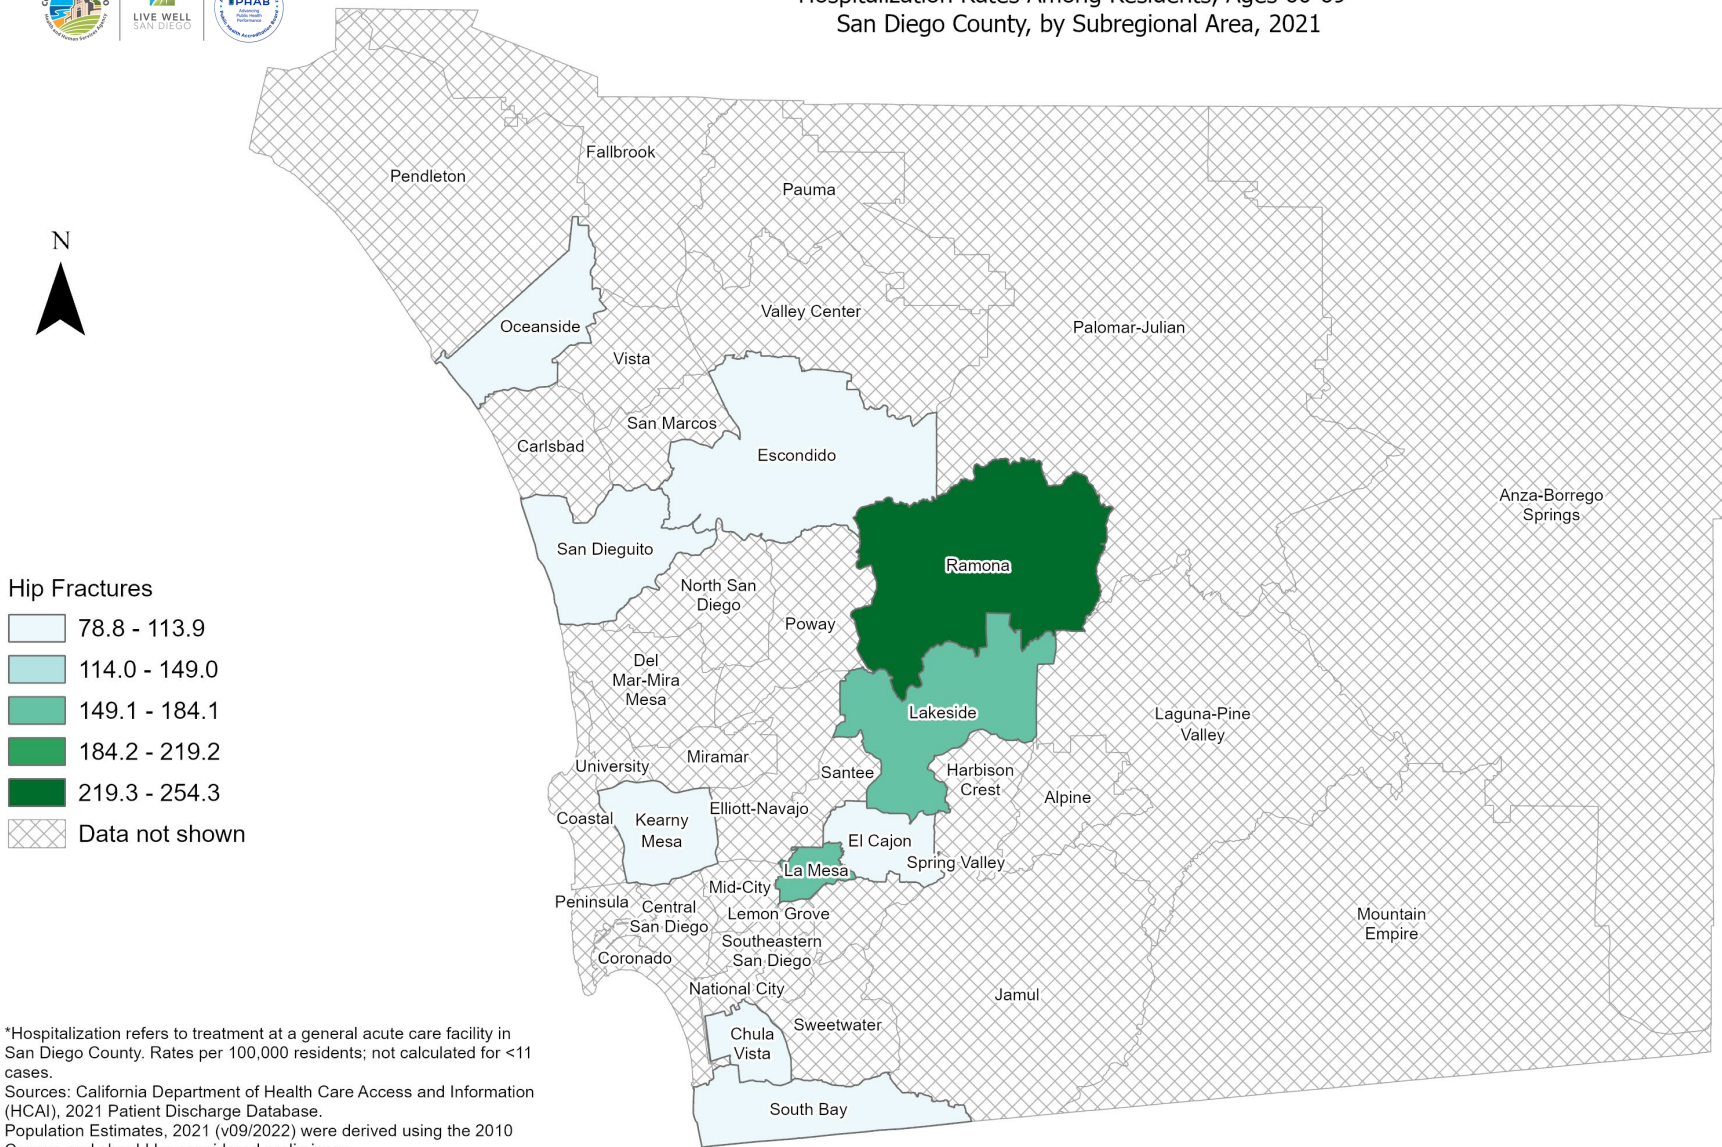 LIVE WELL
SAN DIEGO
PHAB
Advancing
Public Health
Performance
San Diego County, by Subregional Area, 2021
N
Pendleton
Fallbrook
Pauma
Oceanside
Valley Center
Palomar-Julian
Vista
San Marcos
Carlsbad
Escondido
Anza-Borrego
Springs
San Dieguito
Ramona
North San
Diego
Poway
Del
Mar-Mira
Mesa
Lakeside
Laguna-Pine
Valley
University
Miramar
Santee
Harbison
Crest
Alpine
Coastal
Kearny
Mesa
Elliott-Navajo
El Cajon
La Mesa
Spring Valley
Mid-City
Peninsula
Central
San Diego
Lemon Grove
Mountain
Empire
Southeastern
San Diego
Coronado
National City
Jamul
Chula
Vista
Sweetwater
South Bay
Hip Fractures
78.8 - 113.9
114.0 - 149.0
149.1 - 184.1
184.2 - 219.2
219.3 - 254.3
Data not shown
*Hospitalization refers to treatment at a general acute care facility in
San Diego County. Rates per 100,000 residents; not calculated for <11
cases.
Sources: California Department of Health Care Access and Information
(HCAI), 2021 Patient Discharge Database.
Population Estimates, 2021 (v09/2022) were derived using the 2010